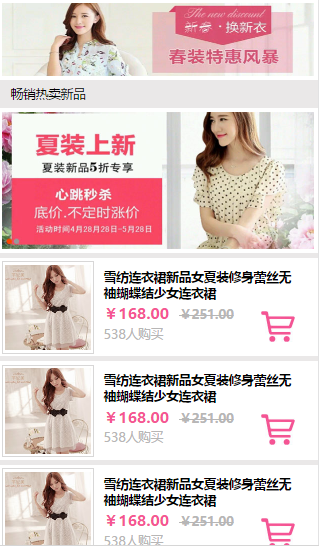 The new discount
新春·换新衣
春装特惠风暴
畅销热卖新品
夏装上新
夏装新品5折专享
心跳秒杀
底价.不定时涨价
活动时间4月28月28日-5月28日
雪纺连衣裙新品女夏装修身蕾丝无
袖蝴蝶结少女连衣裙
￥168.00 ￥251.00
538人购买
雪纺连衣裙新品女夏装修身蕾丝无
袖蝴蝶结少女连衣裙
￥168.00 ￥251.00
538人购买
雪纺连衣裙新品女夏装修身蕾丝无
袖蝴蝶结少女连衣裙
￥168.00 ￥251.00
538人购买